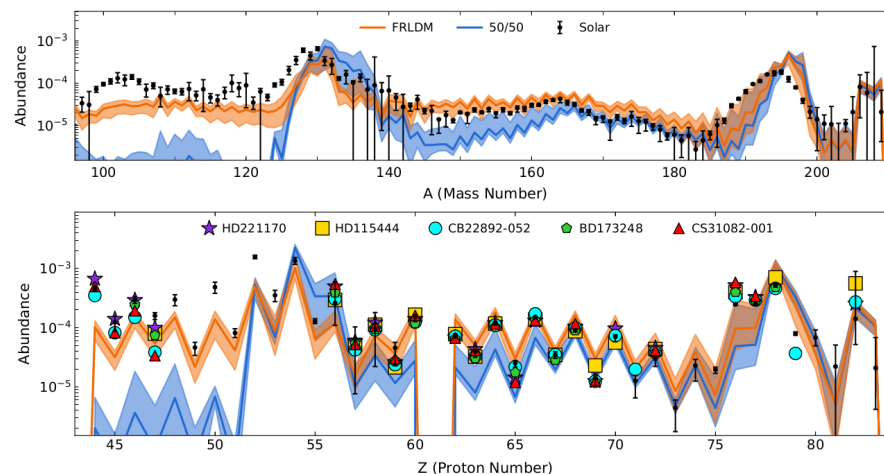 FRLDM 50/50 Solar
10⁻³
10⁻⁴
10⁻⁵
Abundance
100 120 140 160 180 200
A (Mass Number)
HD221170 HD115444 CB22892-052 BD173248 CS31082-001
10⁻³
10⁻⁴
10⁻⁵
Abundance
45 50 55 60 65 70 75 80
Z (Proton Number)